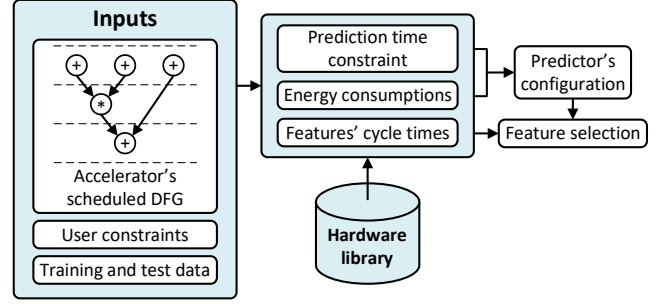 Inputs
+ + +
*
+
Accelerator's
scheduled DFG
User constraints
Training and test data
Prediction time
constraint
Energy consumptions
Features' cycle times
Hardware
library
Predictor's
configuration
Feature selection